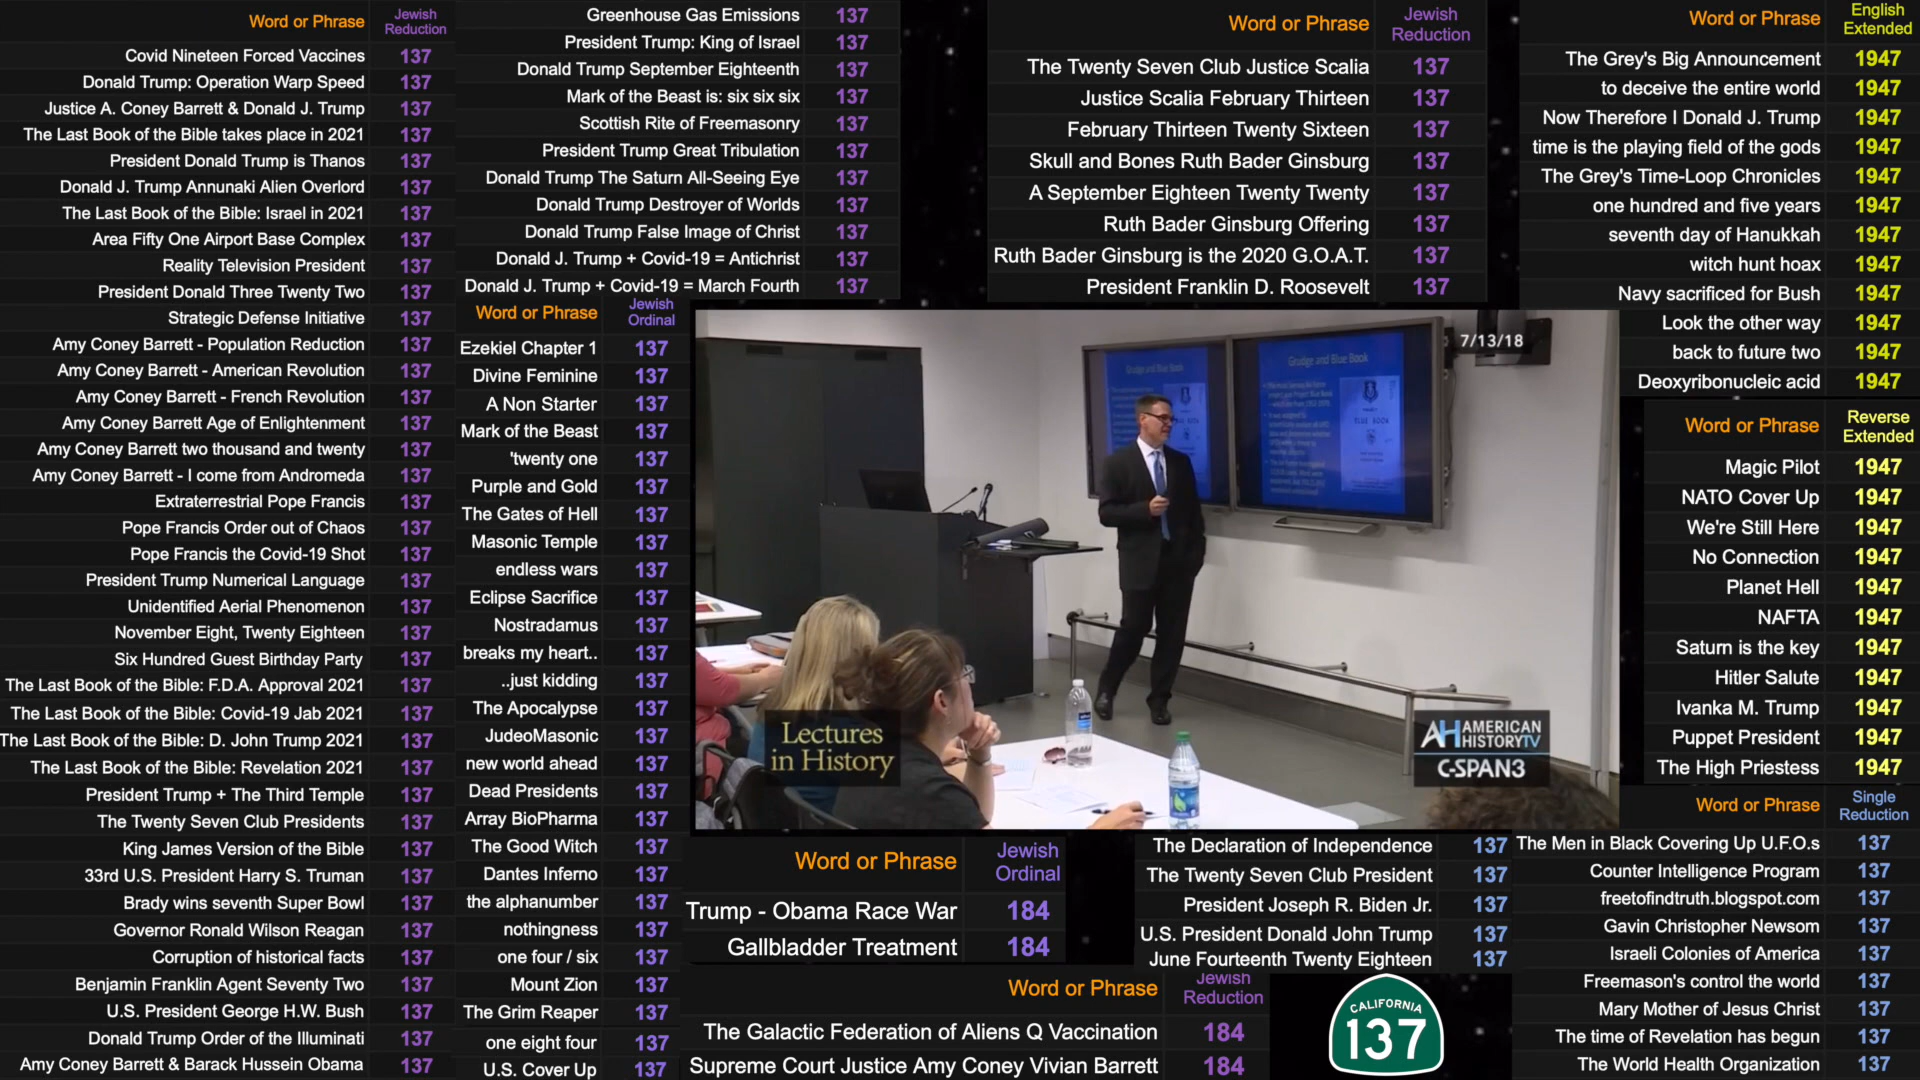 Word or Phrase Jewish Reduction
Covid Nineteen Forced Vaccines 137
Donald Trump: Operation Warp Speed 137
Justice A. Coney Barrett & Donald J. Trump 137
The Last Book of the Bible takes place in 2021 137
President Donald Trump is Thanos 137
Donald J. Trump Annunaki Alien Overlord 137
The Last Book of the Bible: Israel in 2021 137
Area Fifty One Airport Base Complex 137
Reality Television President 137
President Donald Three Twenty Two 137
Strategic Defense Initiative 137
Amy Coney Barrett - Population Reduction 137
Amy Coney Barrett - American Revolution 137
Amy Coney Barrett - French Revolution 137
Amy Coney Barrett Age of Enlightenment 137
Amy Coney Barrett two thousand and twenty 137
Amy Coney Barrett - I come from Andromeda 137
Extraterrestrial Pope Francis 137
Pope Francis Order out of Chaos 137
Pope Francis the Covid-19 Shot 137
President Trump Numerical Language 137
Unidentified Aerial Phenomenon 137
November Eight, Twenty Eighteen 137
Six Hundred Guest Birthday Party 137
The Last Book of the Bible: F.D.A. Approval 2021 137
The Last Book of the Bible: Covid-19 Jab 2021 137
The Last Book of the Bible: D. John Trump 2021 137
The Last Book of the Bible: Revelation 2021 137
President Trump + The Third Temple 137
The Twenty Seven Club Presidents 137
King James Version of the Bible 137
33rd U.S. President Harry S. Truman 137
Brady wins seventh Super Bowl 137
Governor Ronald Wilson Reagan 137
Corruption of historical facts 137
Benjamin Franklin Agent Seventy Two 137
U.S. President George H.W. Bush 137
Donald Trump Order of the Illuminati 137
Amy Coney Barrett & Barack Hussein Obama 137
Greenhouse Gas Emissions 137
President Trump: King of Israel 137
Donald Trump September Eighteenth 137
Mark of the Beast is: six six six 137
Scottish Rite of Freemasonry 137
President Trump Great Tribulation 137
Donald Trump The Saturn All-Seeing Eye 137
Donald Trump Destroyer of Worlds 137
Donald Trump False Image of Christ 137
Donald J. Trump + Covid-19 = Antichrist 137
Donald J. Trump + Covid-19 = March Fourth 137
Word or Phrase Jewish Ordinal
Ezekiel Chapter 1 137
Divine Feminine 137
A Non Starter 137
Mark of the Beast 137
'twenty one 137
Purple and Gold 137
The Gates of Hell 137
Masonic Temple 137
endless wars 137
Eclipse Sacrifice 137
Nostradamus 137
breaks my heart.. 137
..just kidding 137
The Apocalypse 137
JudeoMasonic 137
new world ahead 137
Dead Presidents 137
Array BioPharma 137
The Good Witch 137
Dantes Inferno 137
the alphanumber 137
nothingness 137
one four / six 137
Mount Zion 137
The Grim Reaper 137
one eight four 137
U.S. Cover Up 137
Word or Phrase Jewish Reduction
The Twenty Seven Club Justice Scalia 137
Justice Scalia February Thirteen 137
February Thirteen Twenty Sixteen 137
Skull and Bones Ruth Bader Ginsburg 137
A September Eighteen Twenty Twenty 137
Ruth Bader Ginsburg Offering 137
Ruth Bader Ginsburg is the 2020 G.O.A.T. 137
President Franklin D. Roosevelt 137
7/13/18
Grudge and Blue Book
Grudge and Blue Book
BLUE BOOK
Lectures
in History
AH AMERICAN
HISTORYTV
C-SPAN3
Word or Phrase Jewish Ordinal
Trump - Obama Race War 184
Gallbladder Treatment 184
Word or Phrase Jewish Reduction
The Galactic Federation of Aliens Q Vaccination 184
Supreme Court Justice Amy Coney Vivian Barrett 184
The Declaration of Independence 137
The Twenty Seven Club President 137
President Joseph R. Biden Jr. 137
U.S. President Donald John Trump 137
June Fourteenth Twenty Eighteen 137
CALIFORNIA
137
Word or Phrase English Extended
The Grey's Big Announcement 1947
to deceive the entire world 1947
Now Therefore I Donald J. Trump 1947
time is the playing field of the gods 1947
The Grey's Time-Loop Chronicles 1947
one hundred and five years 1947
seventh day of Hanukkah 1947
witch hunt hoax 1947
Navy sacrificed for Bush 1947
Look the other way 1947
back to future two 1947
Deoxyribonucleic acid 1947
Word or Phrase Reverse Extended
Magic Pilot 1947
NATO Cover Up 1947
We're Still Here 1947
No Connection 1947
Planet Hell 1947
NAFTA 1947
Saturn is the key 1947
Hitler Salute 1947
Ivanka M. Trump 1947
Puppet President 1947
The High Priestess 1947
Word or Phrase Single Reduction
The Men in Black Covering Up U.F.O.s 137
Counter Intelligence Program 137
freetofindtruth.blogspot.com 137
Gavin Christopher Newsom 137
Israeli Colonies of America 137
Freemason's control the world 137
Mary Mother of Jesus Christ 137
The time of Revelation has begun 137
The World Health Organization 137